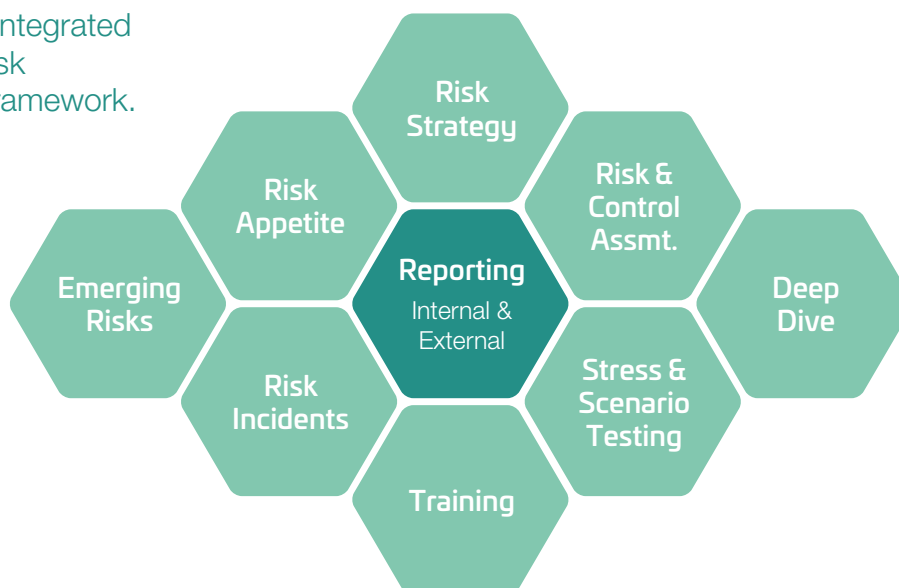 ntegrated
sk
ramework.
Risk
Strategy
Risk
Appetite
Risk &
Control
Assmt.
Emerging
Risks
Reporting
Internal &
External
Deep
Dive
Risk
Incidents
Stress &
Scenario
Testing
Training